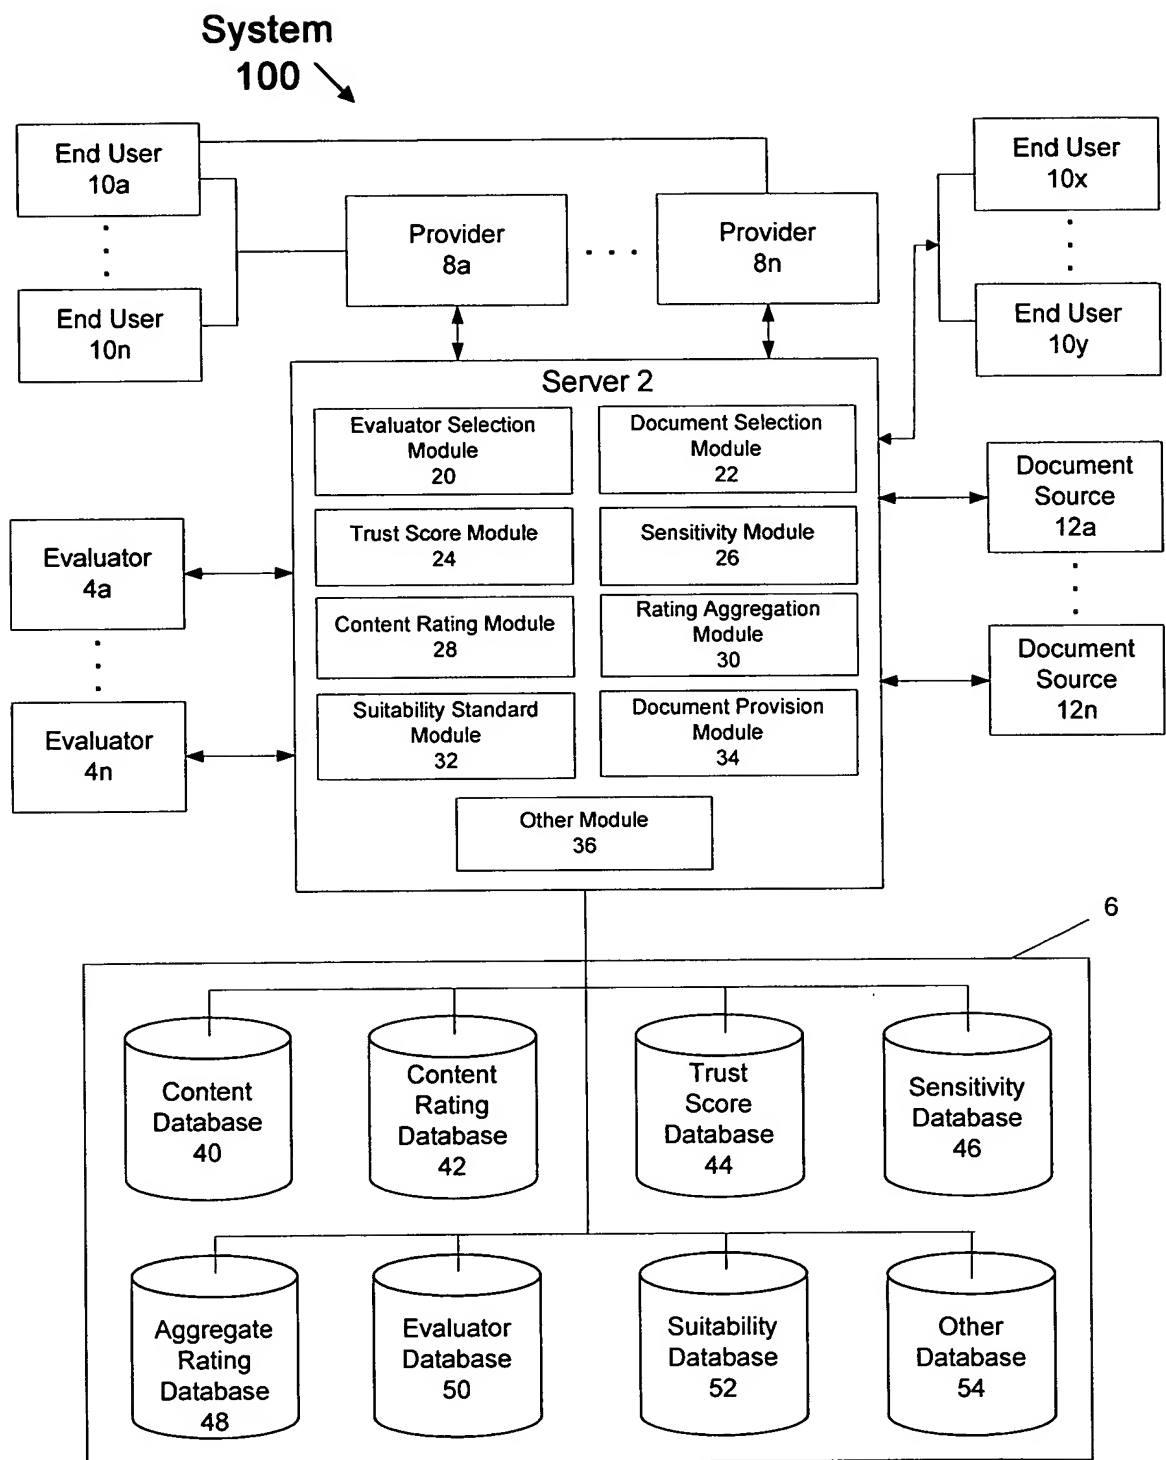 System
100
End User
10a
End User
10n
Provider
8a
Provider
8n
End User
10x
End User
10y
Server 2
Evaluator Selection
Module
20
Document Selection
Module
22
Trust Score Module
24
Sensitivity Module
26
Content Rating Module
28
Rating Aggregation
Module
30
Suitability Standard
Module
32
Document Provision
Module
34
Other Module
36
Evaluator
4a
Evaluator
4n
Document
Source
12a
Document
Source
12n
6
Content
Database
40
Content
Rating
Database
42
Trust
Score
Database
44
Sensitivity
Database
46
Aggregate
Rating
Database
48
Evaluator
Database
50
Suitability
Database
52
Other
Database
54